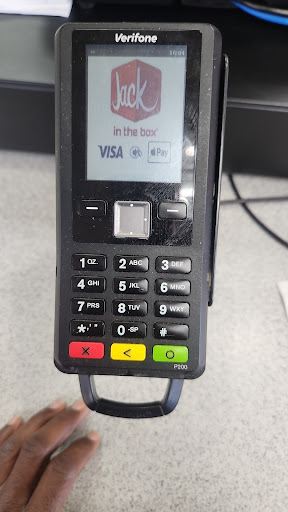 Verifone
Jack
in the box
VISA Pay
1 OZ. 2 ABC 3 DEF
4 GHI 5 JKL 6 MNO
7 PRS 8 TUV 9 WXY
*,'" 0 -SP #
X < O
P200